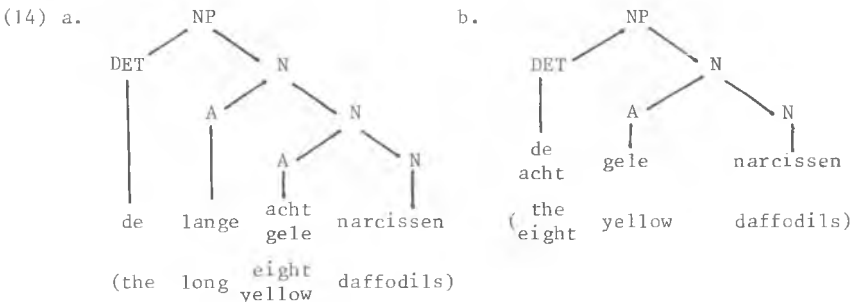 (14) a. NP b. NP
DET N DET N
A N A N
A N
de acht gele narcissen
de lange acht gele narcissen
(the eight yellow daffodils)
(the long eight yellow daffodils)